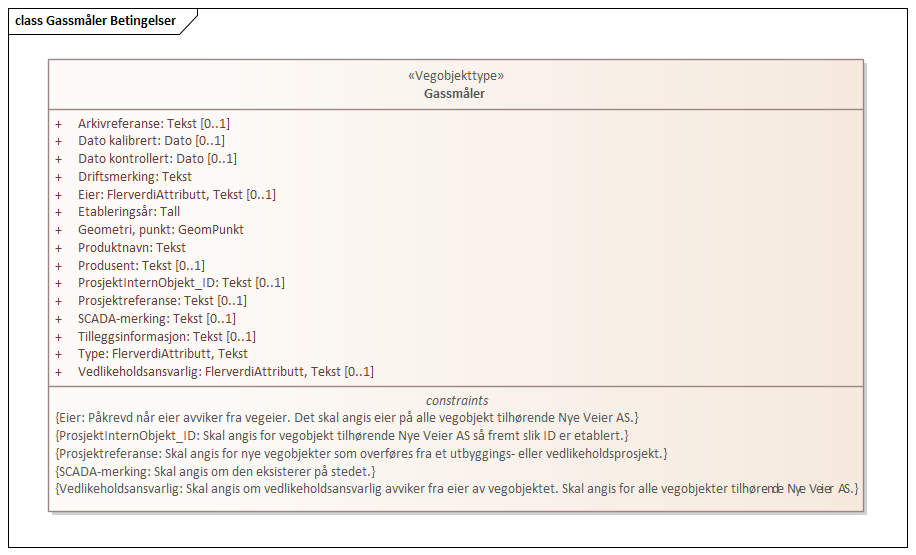 class Gassmåler Betingelser
«Vegobjekttype»
Gassmåler
+ Arkivreferanse: Tekst [0..1]
+ Dato kalibrert: Dato [0..1]
+ Dato kontrollert: Dato [0..1]
+ Driftsmerking: Tekst
+ Eier: FlerverdiAttributt, Tekst [0..1]
+ Etableringsår: Tall
+ Geometri, punkt: GeomPunkt
+ Produktnavn: Tekst
+ Produsent: Tekst [0..1]
+ ProsjektInternObjekt_ID: Tekst [0..1]
+ Prosjektreferanse: Tekst [0..1]
+ SCADA-merking: Tekst [0..1]
+ Tilleggsinformasjon: Tekst [0..1]
+ Type: FlerverdiAttributt, Tekst
+ Vedlikeholdsansvarlig: FlerverdiAttributt, Tekst [0..1]
constraints
{Eier: Påkrevd når eier avviker fra vegeier. Det skal angis eier på alle vegobjekt tilhørende Nye Veier AS.}
{ProsjektInternObjekt_ID: Skal angis for vegobjekt tilhørende Nye Veier AS så fremt slik ID er etablert.}
{Prosjektreferanse: Skal angis for nye vegobjekter som overføres fra et utbyggings- eller vedlikeholdsprosjekt.}
{SCADA-merking: Skal angis om den eksisterer på stedet.}
{Vedlikeholdsansvarlig: Skal angis om vedlikeholdsansvarlig avviker fra eier av vegobjektet. Skal angis for alle vegobjekter tilhørende Nye Veier AS.}